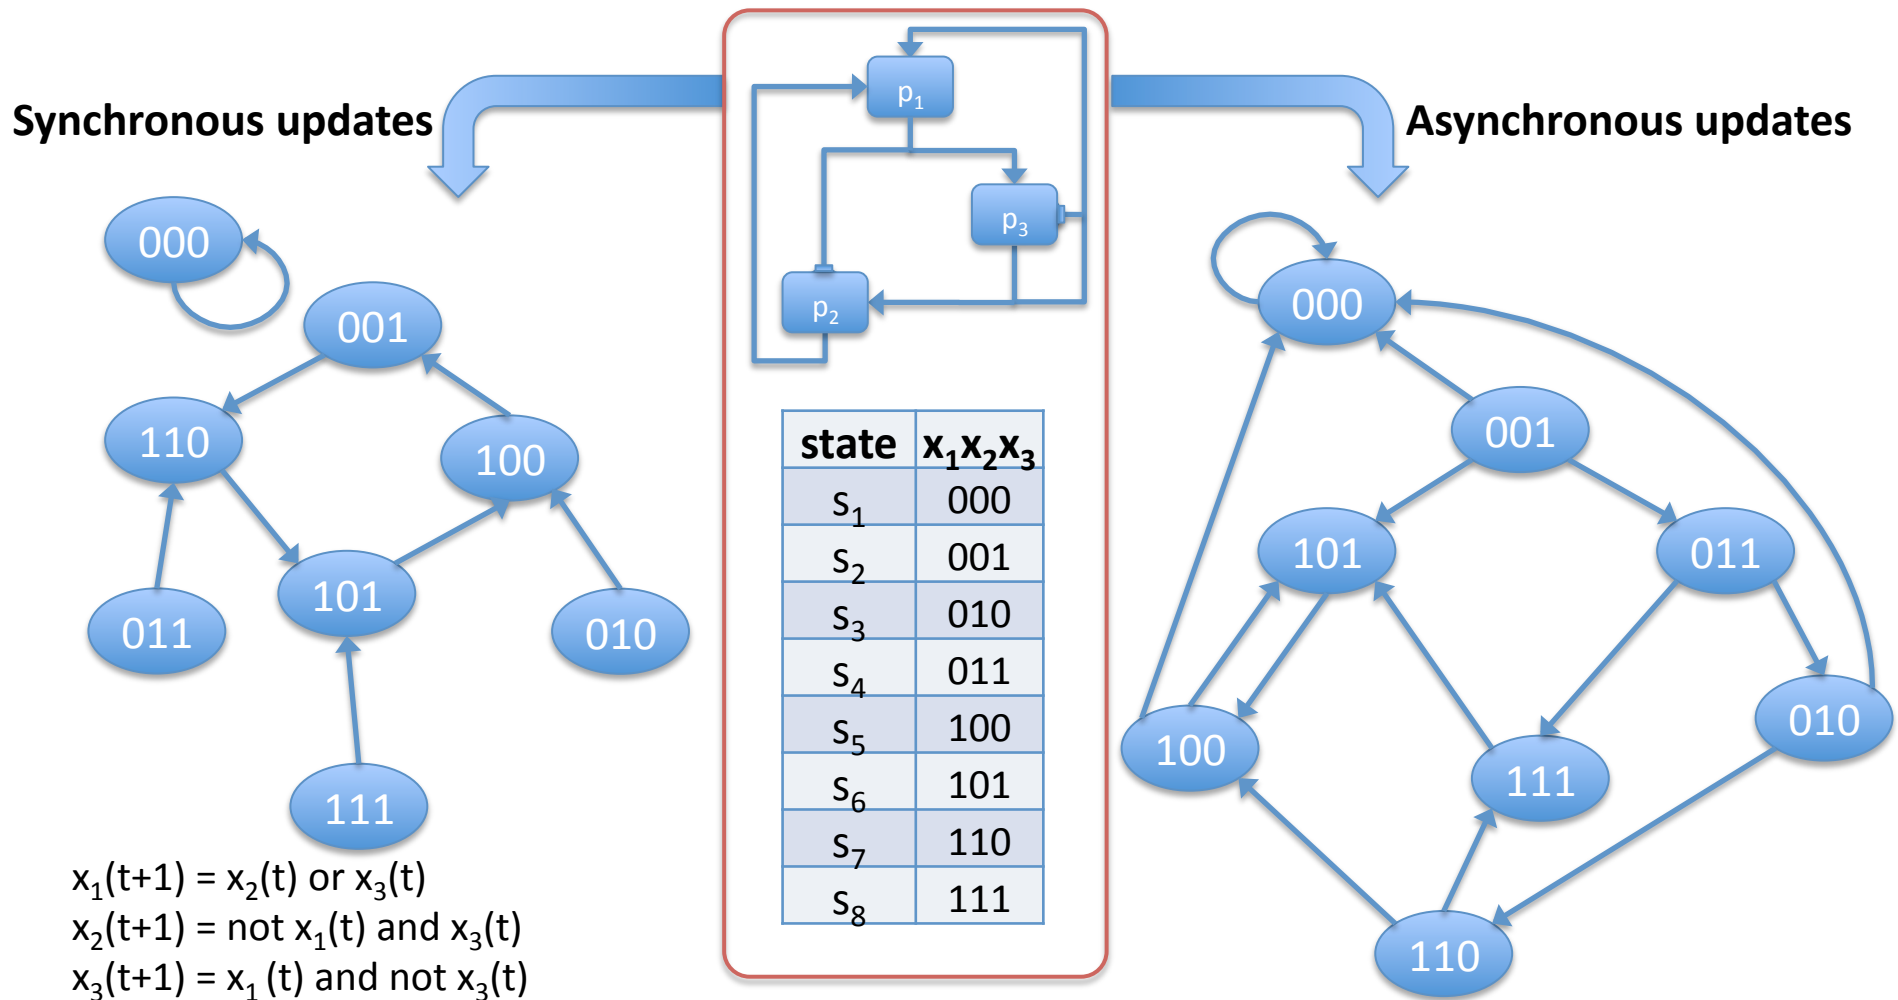 Synchronous updates
Asynchronous updates
p₁
p₃
p₂
000
001
110
100
101
011
010
111
x₁(t+1) = x₂(t) or x₃(t)
x₂(t+1) = not x₁(t) and x₃(t)
x₃(t+1) = x₁ (t) and not x₃(t)
state x₁x₂x₃
s₁ 000
s₂ 001
s₃ 010
s₄ 011
s₅ 100
s₆ 101
s₇ 110
s₈ 111
000
001
101
011
100
010
111
110